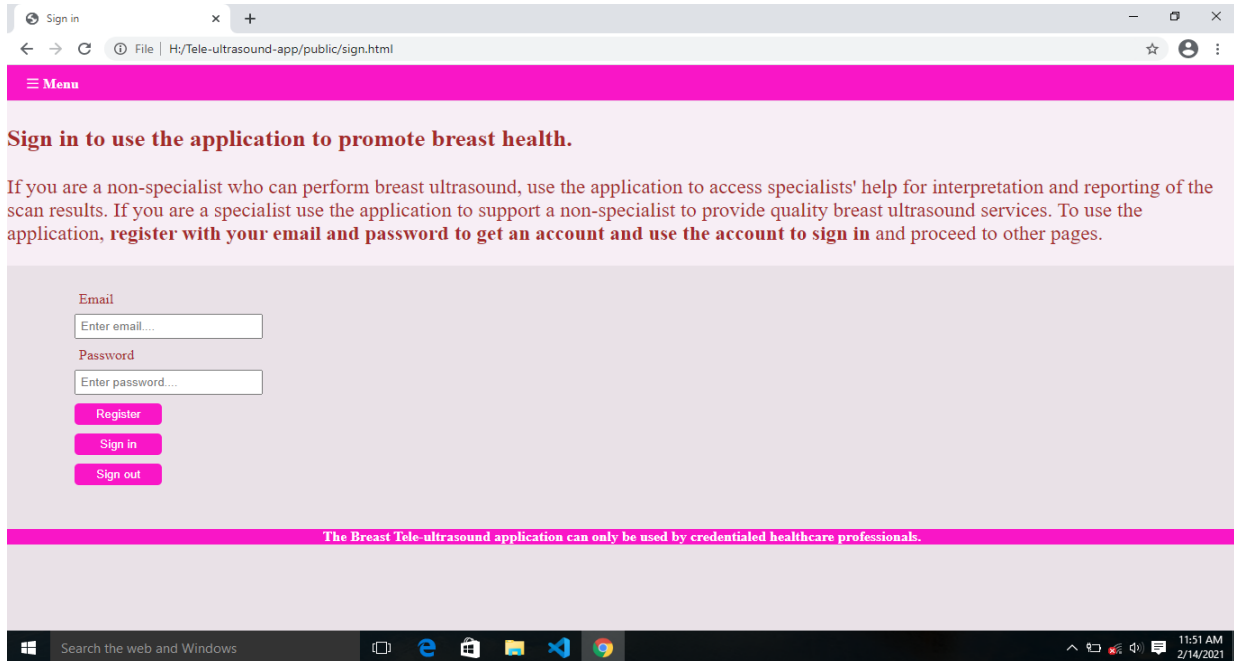 Sign in
File | H:/Tele-ultrasound-app/public/sign.html
☰ Menu
Sign in to use the application to promote breast health.
If you are a non-specialist who can perform breast ultrasound, use the application to access specialists' help for interpretation and reporting of the
scan results. If you are a specialist use the application to support a non-specialist to provide quality breast ultrasound services. To use the
application, register with your email and password to get an account and use the account to sign in and proceed to other pages.
Email
Enter email....
Password
Enter password....
Register
Sign in
Sign out
The Breast Tele-ultrasound application can only be used by credentialed healthcare professionals.
Search the web and Windows
11:51 AM
2/14/2021